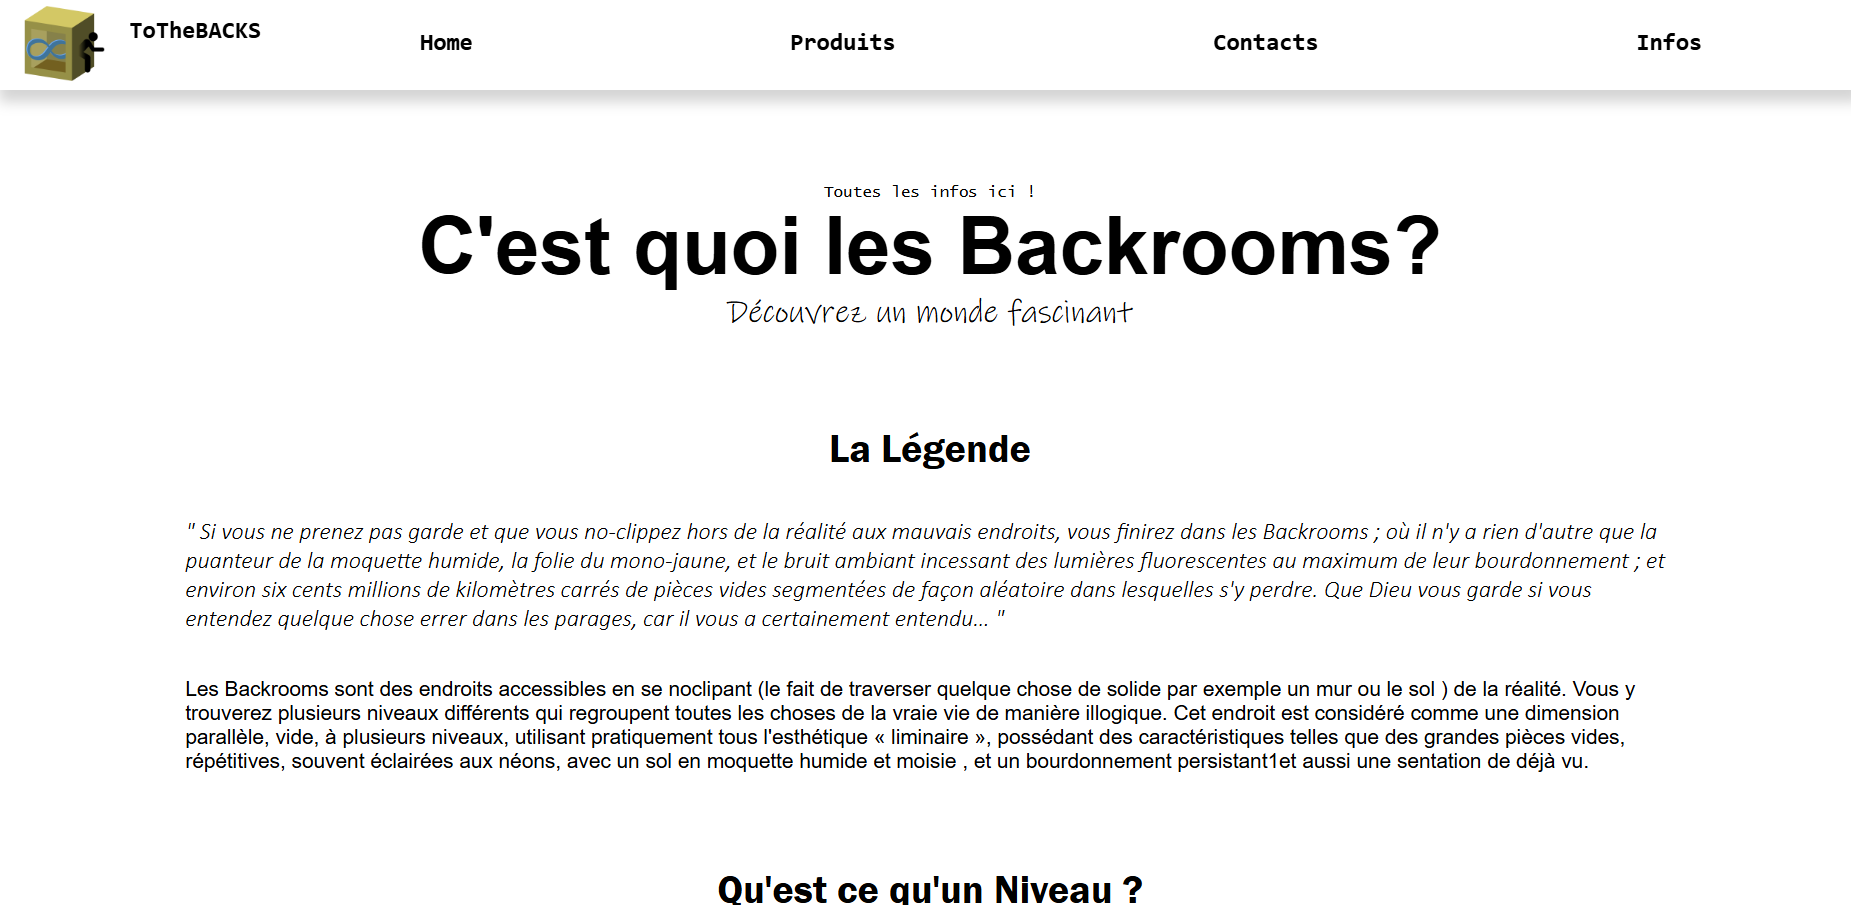 ToTheBACKS
Home
Produits
Contacts
Infos
Toutes les infos ici !
C'est quoi les Backrooms?
Découvrez un monde fascinant
La Légende
" Si vous ne prenez pas garde et que vous no-clippez hors de la réalité aux mauvais endroits, vous finirez dans les Backrooms ; où il n'y a rien d'autre que la
puanteur de la moquette humide, la folie du mono-jaune, et le bruit ambiant incessant des lumières fluorescentes au maximum de leur bourdonnement ; et
environ six cents millions de kilomètres carrés de pièces vides segmentées de façon aléatoire dans lesquelles s'y perdre. Que Dieu vous garde si vous
entendez quelque chose errer dans les parages, car il vous a certainement entendu... "
Les Backrooms sont des endroits accessibles en se noclipant (le fait de traverser quelque chose de solide par exemple un mur ou le sol ) de la réalité. Vous y
trouverez plusieurs niveaux différents qui regroupent toutes les choses de la vraie vie de manière illogique. Cet endroit est considéré comme une dimension
parallèle, vide, à plusieurs niveaux, utilisant pratiquement tous l'esthétique « liminaire », possédant des caractéristiques telles que des grandes pièces vides,
répétitives, souvent éclairées aux néons, avec un sol en moquette humide et moisie , et un bourdonnement persistant1et aussi une sentation de déjà vu.
Qu'est ce qu'un Niveau ?